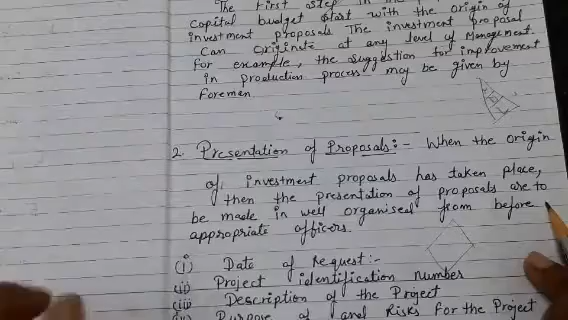 The First step in the
capital budget start with the origin of
investment proposals The investment proposal
can originate at any level of Management.
for example, the suggestion for improvement
in production process may be given by
foremen
2. Presentation of Proposals:- When the origin
of investment proposals has taken place,
then the presentation of proposals are to
be made in well organised from before
appropriate officers.
(i) Date of Request:-
(ii) Project identification number
(iii) Description of the Project
(iv) Purpose of and Risks For the Project